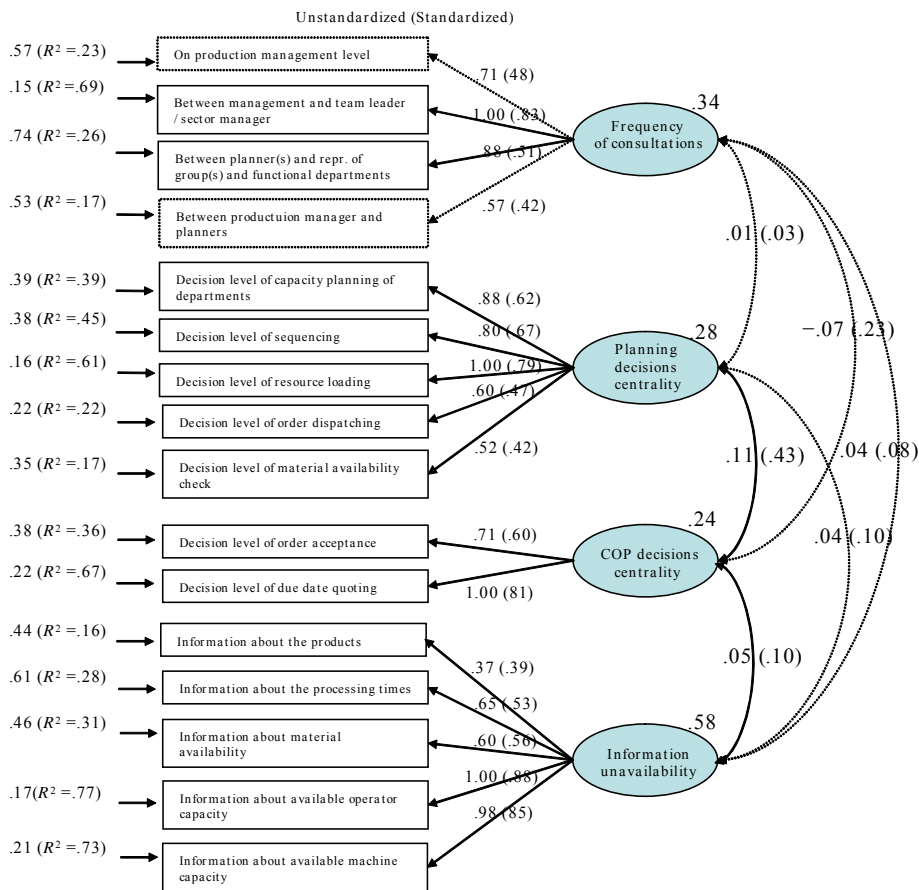 Unstandardized (Standardized)
.57 (R² =.23)
On production management level
.71 (48)
.15 (R² =.69)
Between management and team leader
/ sector manager
1.00 (.83)
.34
Frequency
of consultations
.74 (R² =.26)
Between planner(s) and repr. of
group(s) and functional departments
.88 (.51)
.53 (R² =.17)
Between productuion manager and
planners
.57 (.42)
.01 (.03)
.39 (R² =.39)
Decision level of capacity planning of
departments
.88 (.62)
.38 (R² =.45)
Decision level of sequencing
.80 (.67)
.28
Planning
decisions
centrality
−.07 (.23)
.16 (R² =.61)
Decision level of resource loading
1.00 (.79)
.22 (R² =.22)
Decision level of order dispatching
.60 (.47)
.35 (R² =.17)
Decision level of material availability
check
.52 (.42)
.11 (.43)
.04 (.08)
.38 (R² =.36)
Decision level of order acceptance
.71 (.60)
.24
COP decisions
centrality
.04 (.10)
.22 (R² =.67)
Decision level of due date quoting
1.00 (81)
.44 (R² =.16)
Information about the products
.37 (.39)
.05 (.10)
.61 (R² =.28)
Information about the processing times
.65 (.53)
.46 (R² =.31)
Information about material
availability
.60 (.56)
.58
Information
unavailability
.17(R² =.77)
Information about available operator
capacity
1.00 (.88)
.21 (R² =.73)
Information about available machine
capacity
.98 (85)